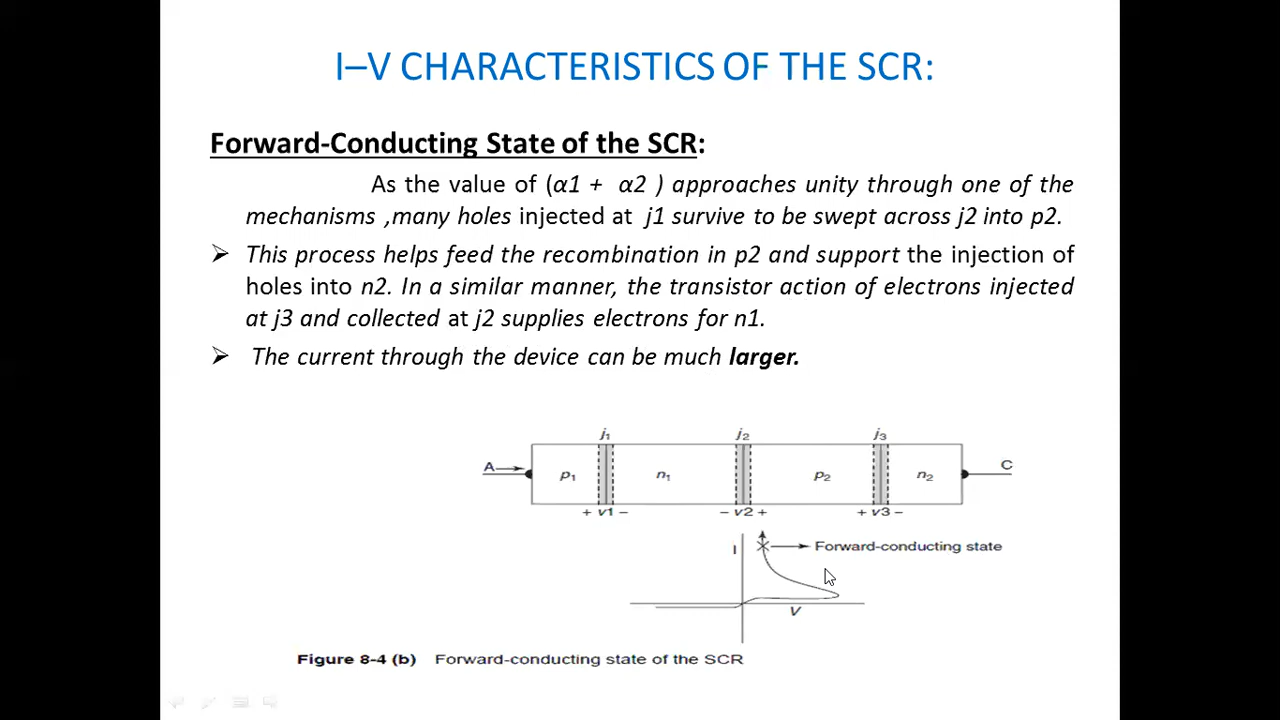 I–V CHARACTERISTICS OF THE SCR:
Forward-Conducting State of the SCR:
As the value of (α1 + α2 ) approaches unity through one of the
mechanisms ,many holes injected at j1 survive to be swept across j2 into p2.
➢ This process helps feed the recombination in p2 and support the injection of
holes into n2. In a similar manner, the transistor action of electrons injected
at j3 and collected at j2 supplies electrons for n1.
➢ The current through the device can be much larger.
j1 j2 j3
A p1 n1 p2 n2 C
+ v1 – – v2 + + v3 –
I Forward-conducting state
V
Figure 8-4 (b) Forward-conducting state of the SCR